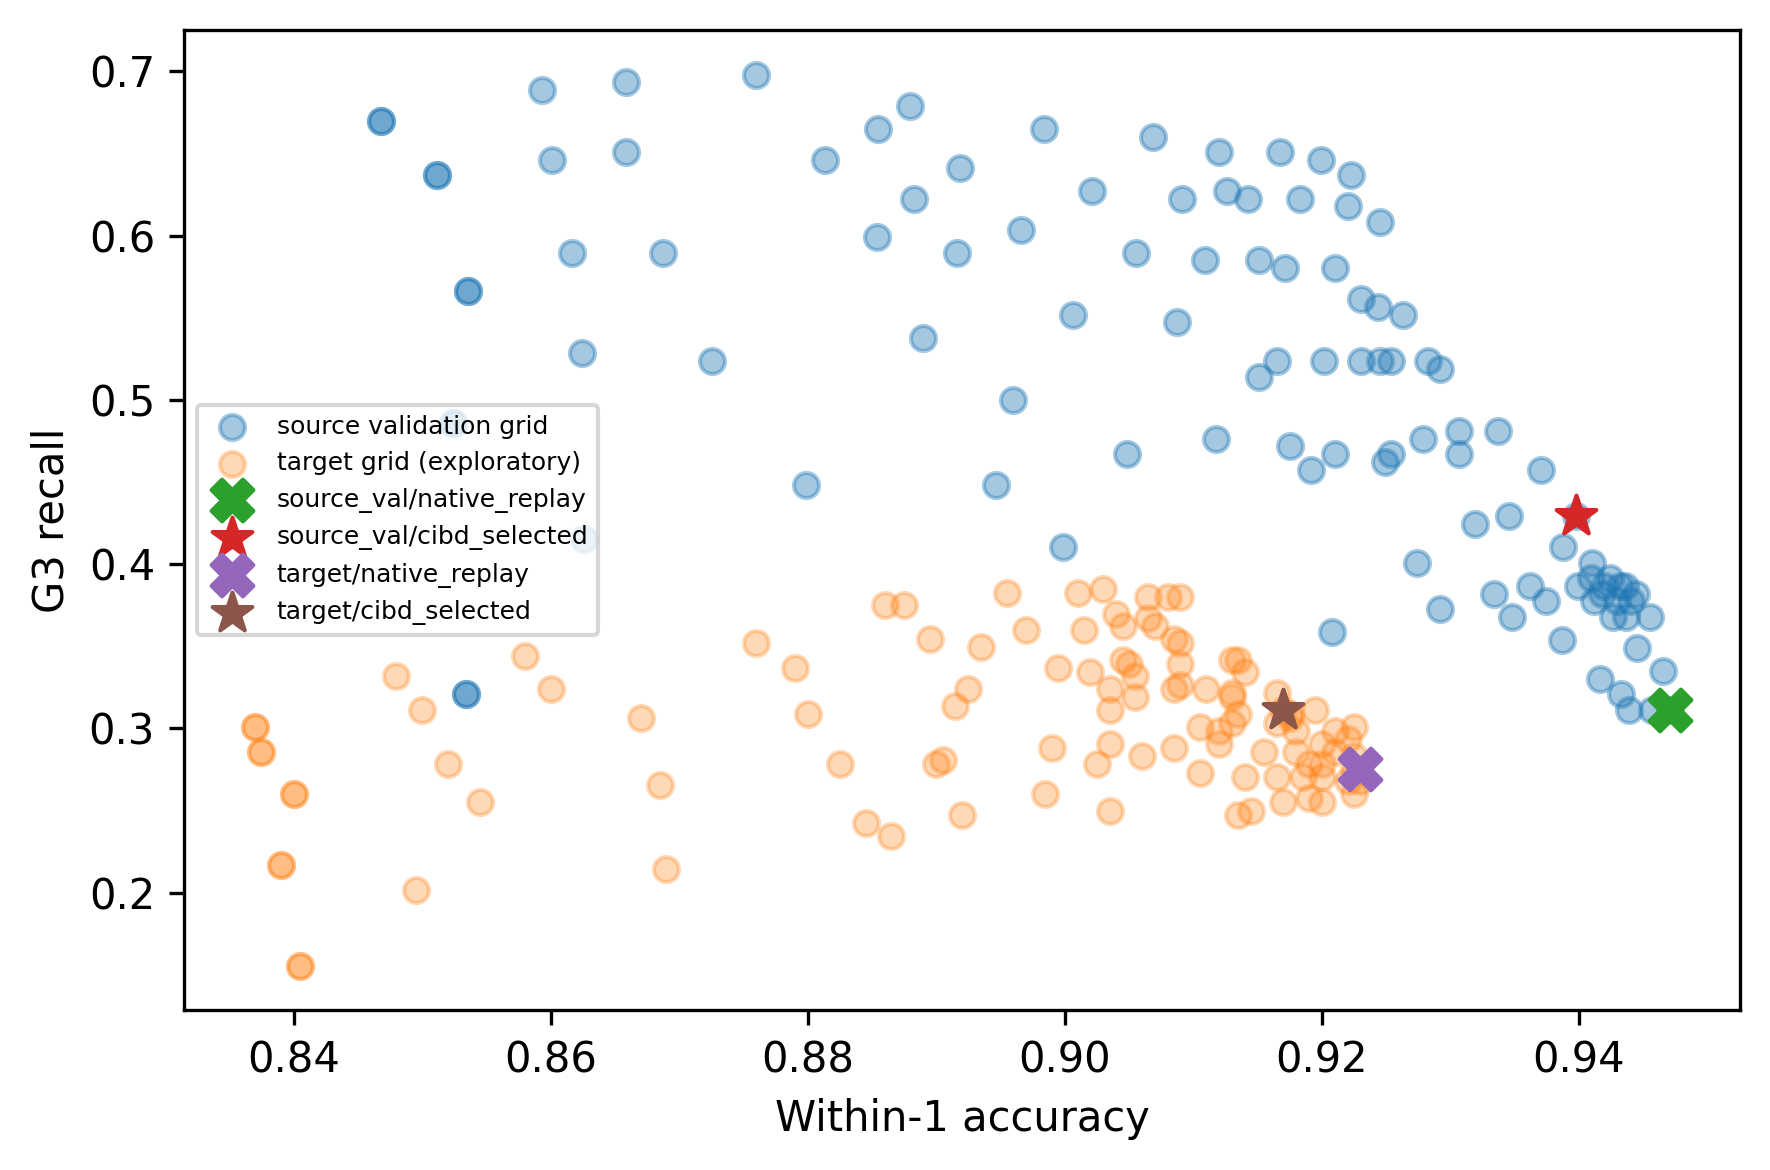 0.7
0.6
0.5
0.4
0.3
0.2
G3 recall
source validation grid
target grid (exploratory)
source_val/native_replay
source_val/cibd_selected
target/native_replay
target/cibd_selected
0.84 0.86 0.88 0.90 0.92 0.94
Within-1 accuracy